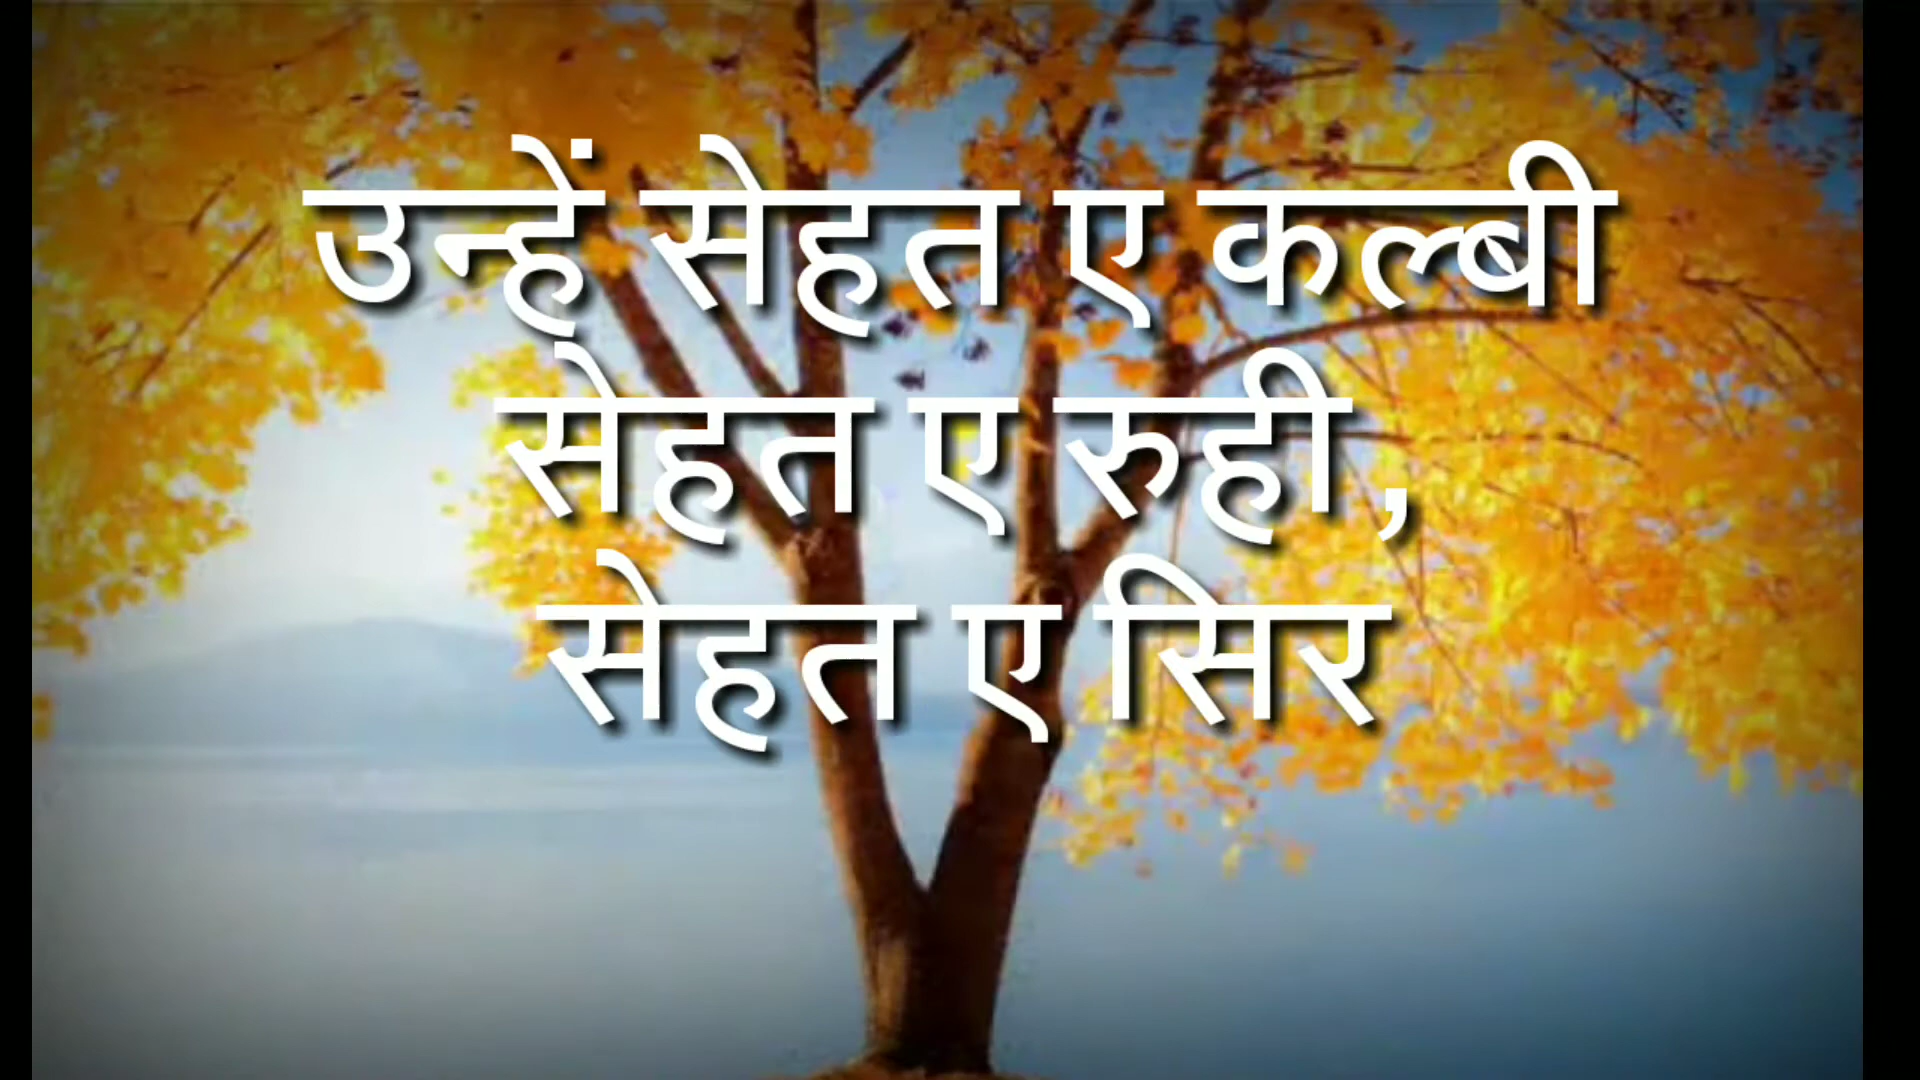 उन्हें सेहत ए कल्बी
सेहत ए रुही,
सेहत ए सिर